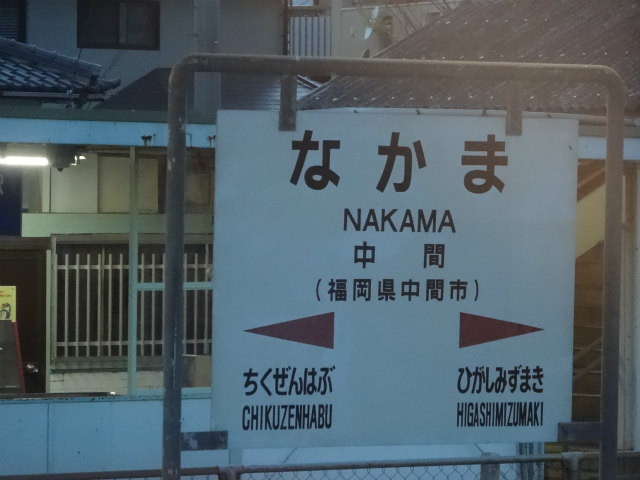 なかま
NAKAMA
中間
(福岡県中間市)
ちくぜんはぶ ひがしみずまき
CHIKUZENHABU HIGASHIMIZUMAKI